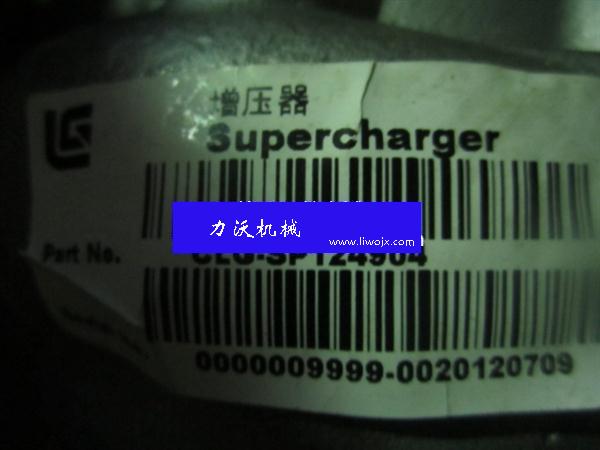 增压器
Supercharger
力沃机械
www.liwojx.com
Part No. CLG-SP124904
0000009999-0020120709